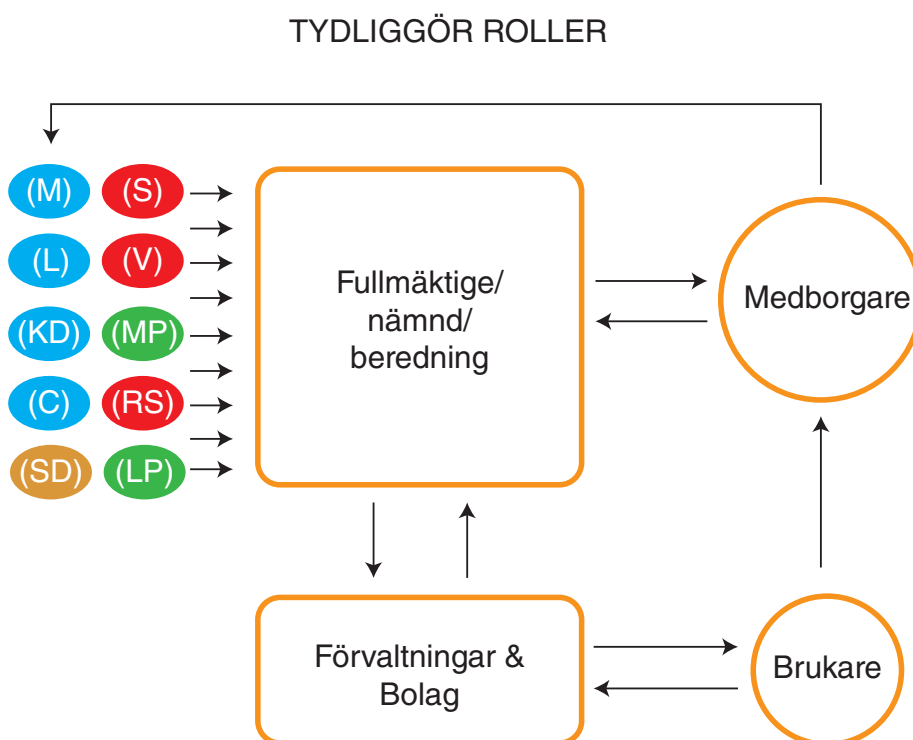 TYDLIGGÖR ROLLER
(M) (S)
(L) (V)
(KD) (MP)
(C) (RS)
(SD) (LP)
Fullmäktige/
nämnd/
beredning
Medborgare
Förvaltningar &
Bolag
Brukare